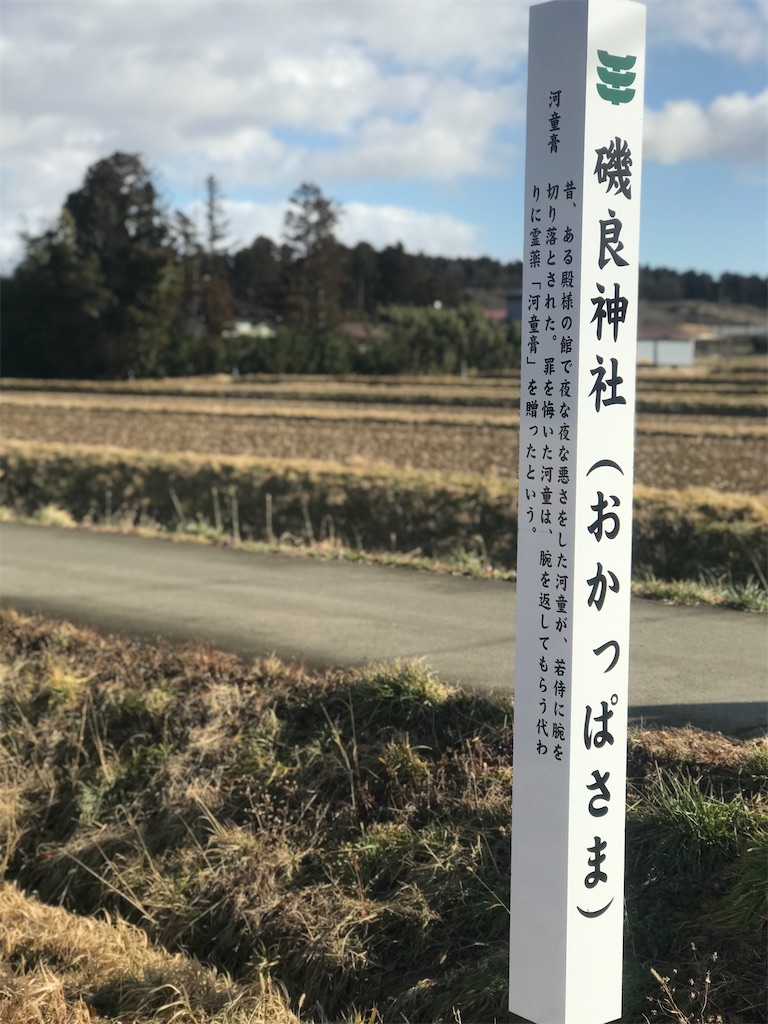 磯良神社(おかっぱさま)
河童膏
昔、ある殿様の館で夜な夜な悪さをした河童が、若侍に腕を
切り落とされた。罪を悔いた河童は、腕を返してもらう代わ
りに霊薬「河童膏」を贈ったという。